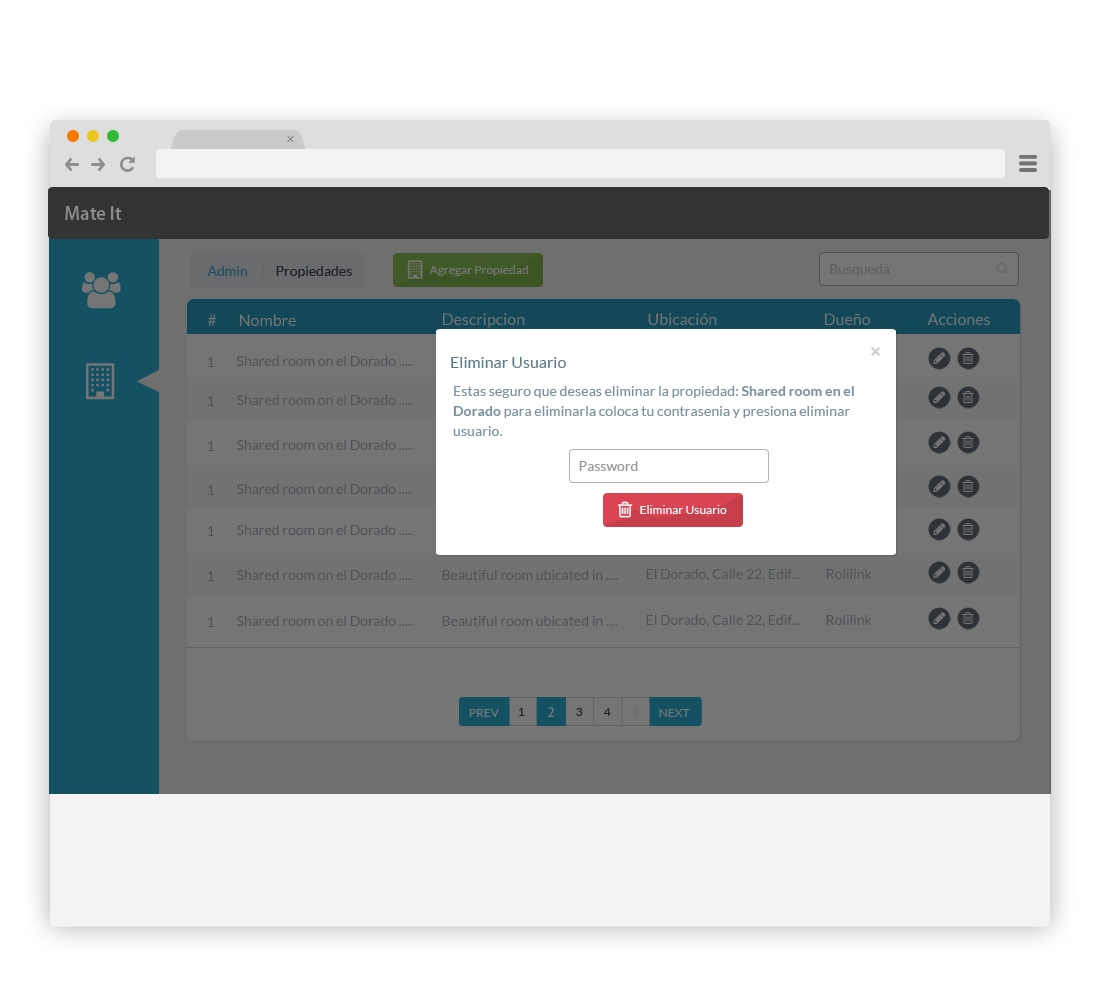 Mate It
Admin / Propiedades
Agregar Propiedad
Busqueda
# Nombre Descripcion Ubicación Dueño Acciones
1 Shared room on el Dorado .....
1 Shared room on el Dorado .....
1 Shared room on el Dorado .....
1 Shared room on el Dorado .....
1 Shared room on el Dorado .....
1 Shared room on el Dorado ..... Beautiful room ubicated in .... El Dorado, Calle 22, Edif... Rolilink
1 Shared room on el Dorado ..... Beautiful room ubicated in .... El Dorado, Calle 22, Edif... Rolilink
Eliminar Usuario ×
Estas seguro que deseas eliminar la propiedad: Shared room en el
Dorado para eliminarla coloca tu contrasenia y presiona eliminar
usuario.
Password
Eliminar Usuario
PREV 1 2 3 4 5 NEXT